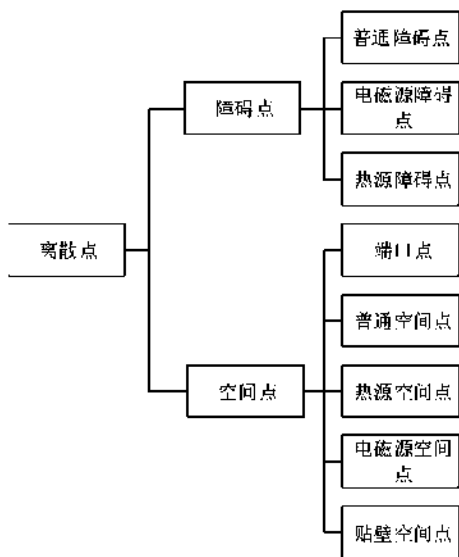 普通障碍点
障碍点
电磁源障碍
点
热源障碍点
离散点
端口点
普通空间点
空间点
热源空间点
电磁源空间
点
贴壁空间点